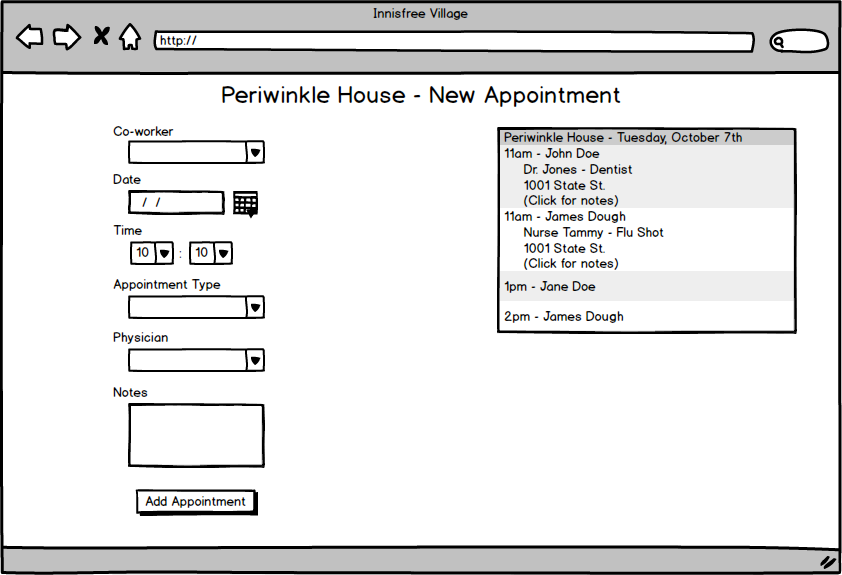 Innisfree Village
http://
Periwinkle House - New Appointment
Co-worker
Date
/ /
Time
10 : 10
Appointment Type
Physician
Notes
Add Appointment
Periwinkle House - Tuesday, October 7th
11am - John Doe
Dr. Jones - Dentist
1001 State St.
(Click for notes)
11am - James Dough
Nurse Tammy - Flu Shot
1001 State St.
(Click for notes)
1pm - Jane Doe
2pm - James Dough